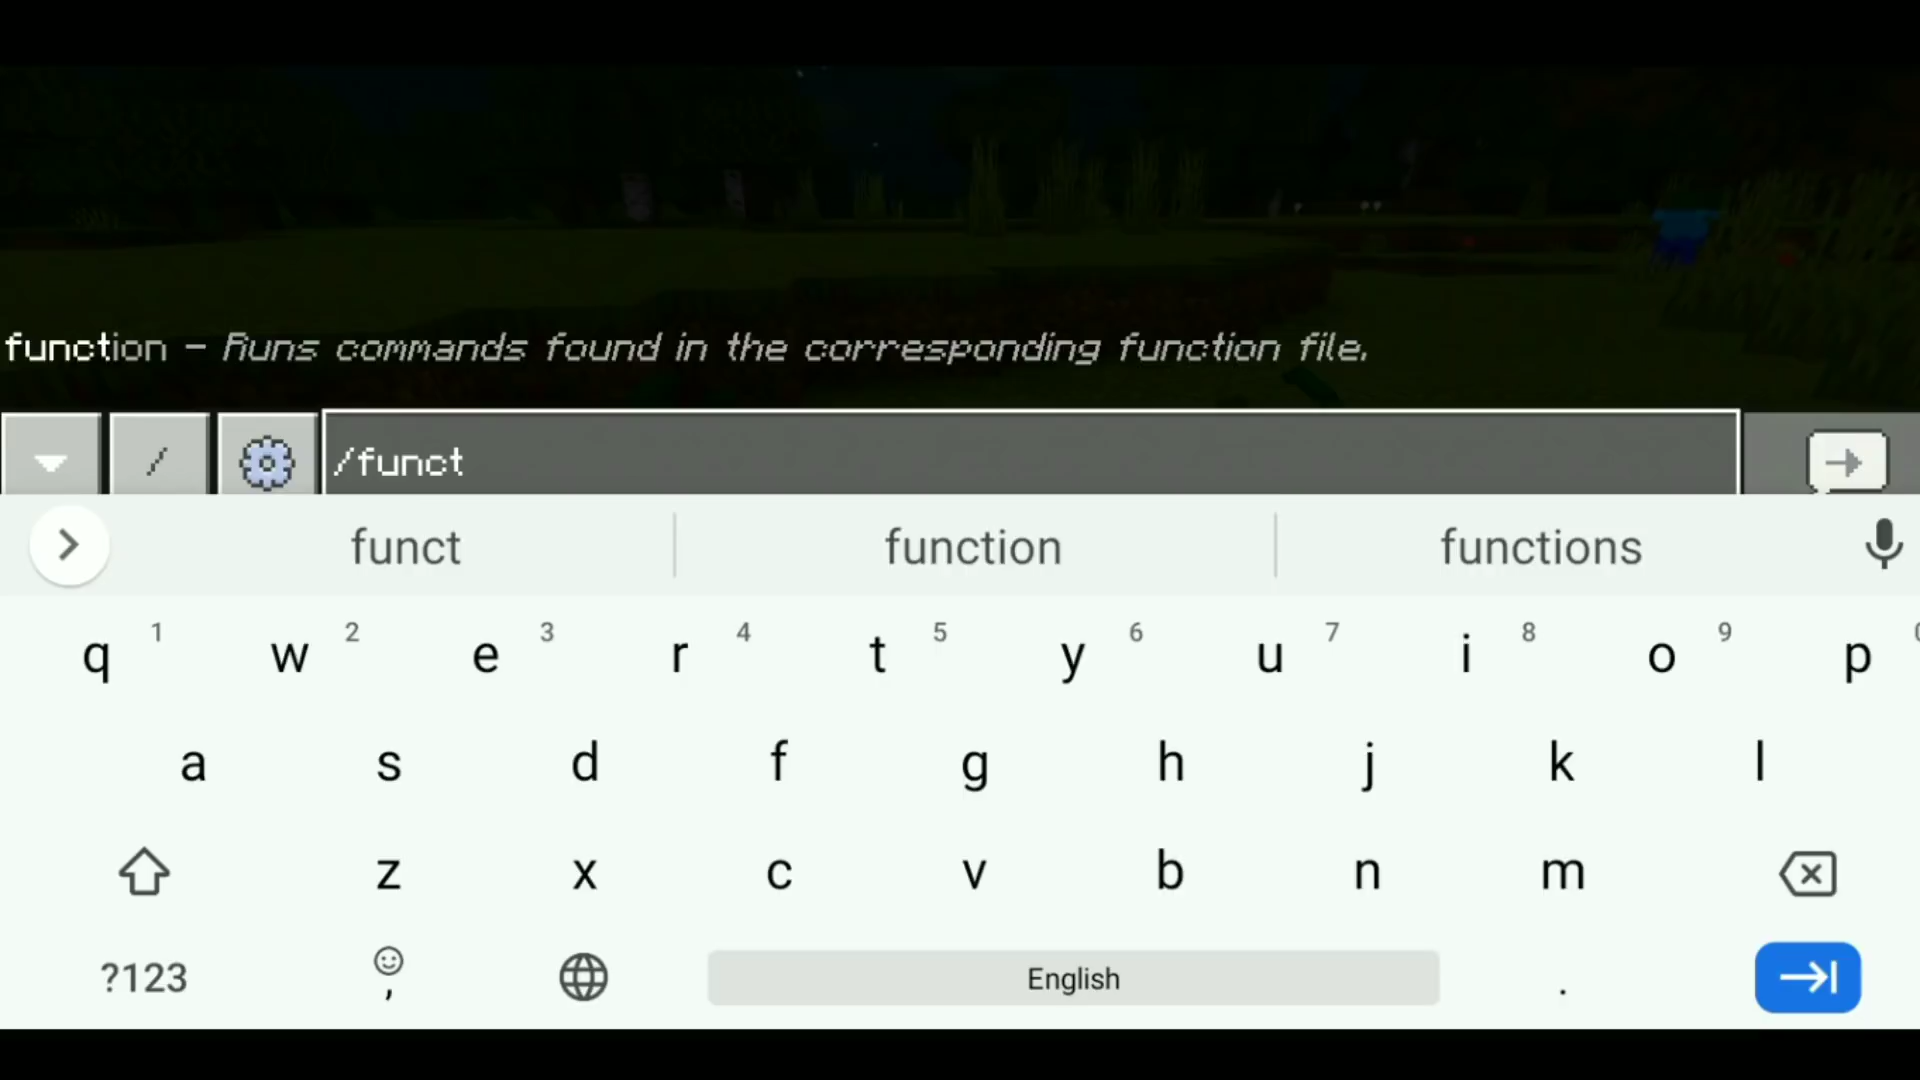 function - Runs commands found in the corresponding function file.
/ /funct
funct function functions
q 1 w 2 e 3 r 4 t 5 y 6 u 7 i 8 o 9 p 0
a s d f g h j k l
z x c v b n m
?123 , English .